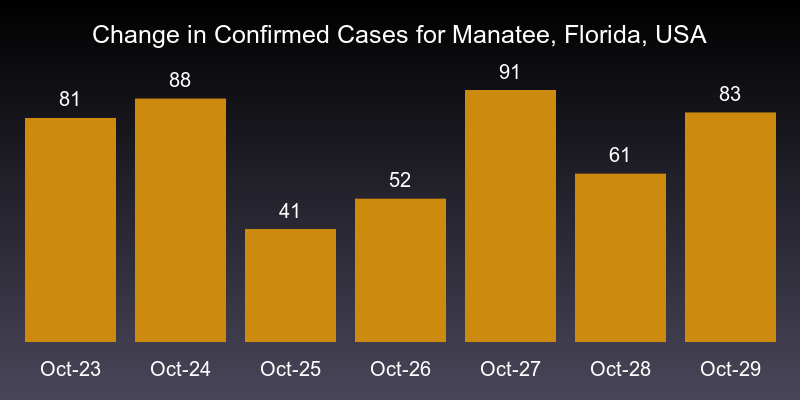 Change in Confirmed Cases for Manatee, Florida, USA
81
88
41
52
91
61
83
Oct-23
Oct-24
Oct-25
Oct-26
Oct-27
Oct-28
Oct-29